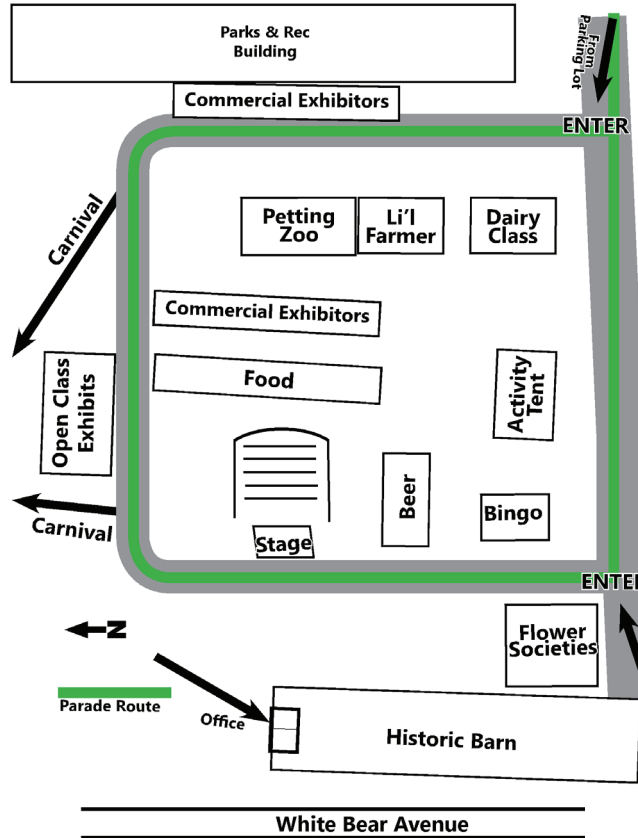 Parks & Rec
Building
From
Parking Lot
Commercial Exhibitors
ENTER
Carnival
Petting
Zoo
Li'l
Farmer
Dairy
Class
Commercial Exhibitors
Food
Open Class
Exhibits
Activity
Tent
Beer
Bingo
Carnival
Stage
ENTER
N
Flower
Societies
Parade Route
Office
Historic Barn
White Bear Avenue